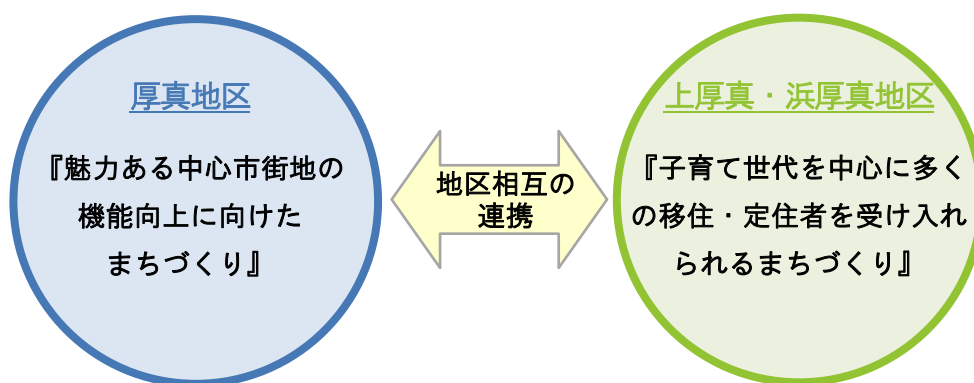 厚真地区
『魅力ある中心市街地の
機能向上に向けた
まちづくり』
地区相互の
連携
上厚真・浜厚真地区
『子育て世代を中心に多く
の移住・定住者を受け入れ
られるまちづくり』